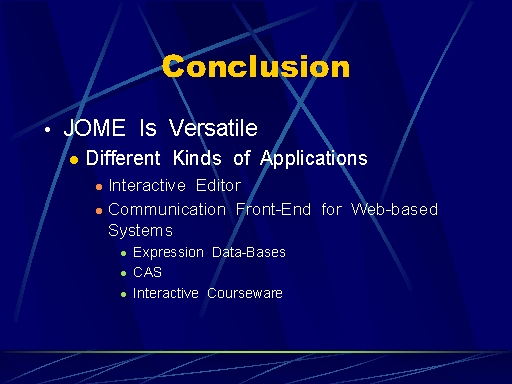 Conclusion
• JOME Is Versatile
• Different Kinds of Applications
• Interactive Editor
• Communication Front-End for Web-based
Systems
• Expression Data-Bases
• CAS
• Interactive Courseware